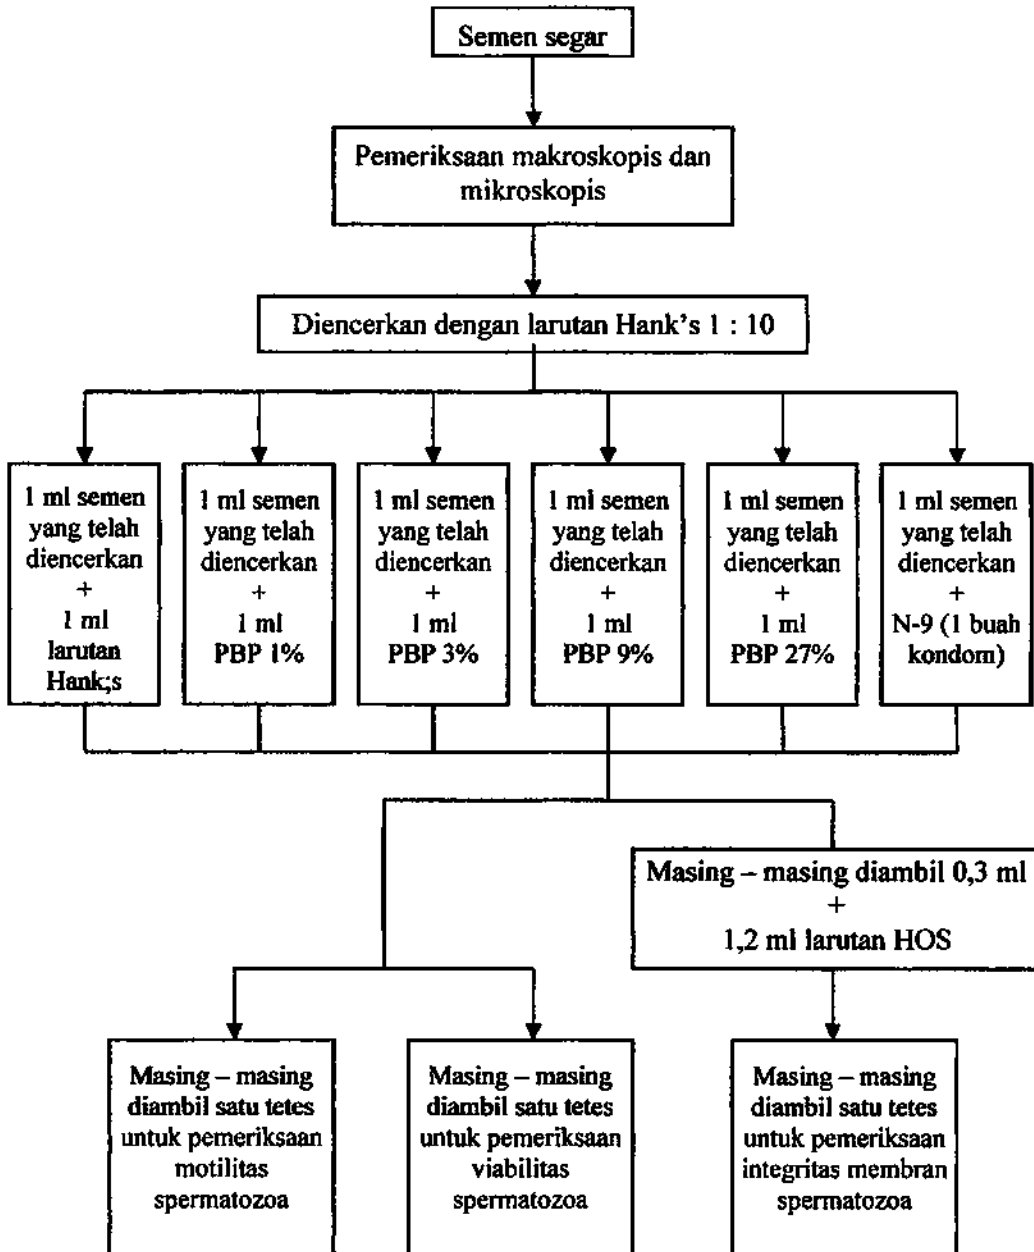 Semen segar
Pemeriksaan makroskopis dan
mikroskopis
Diencerkan dengan larutan Hank's 1 : 10
1 ml semen
yang telah
diencerkan
+
1 ml
larutan
Hank;s
1 ml semen
yang telah
diencerkan
+
1 ml
PBP 1%
1 ml semen
yang telah
diencerkan
+
1 ml
PBP 3%
1 ml semen
yang telah
diencerkan
+
1 ml
PBP 9%
1 ml semen
yang telah
diencerkan
+
1 ml
PBP 27%
1 ml semen
yang telah
diencerkan
+
N-9 (1 buah
kondom)
Masing – masing diambil 0,3 ml
+
1,2 ml larutan HOS
Masing – masing
diambil satu tetes
untuk pemeriksaan
motilitas
spermatozoa
Masing – masing
diambil satu tetes
untuk pemeriksaan
viabilitas
spermatozoa
Masing – masing
diambil satu tetes
untuk pemeriksaan
integritas membran
spermatozoa